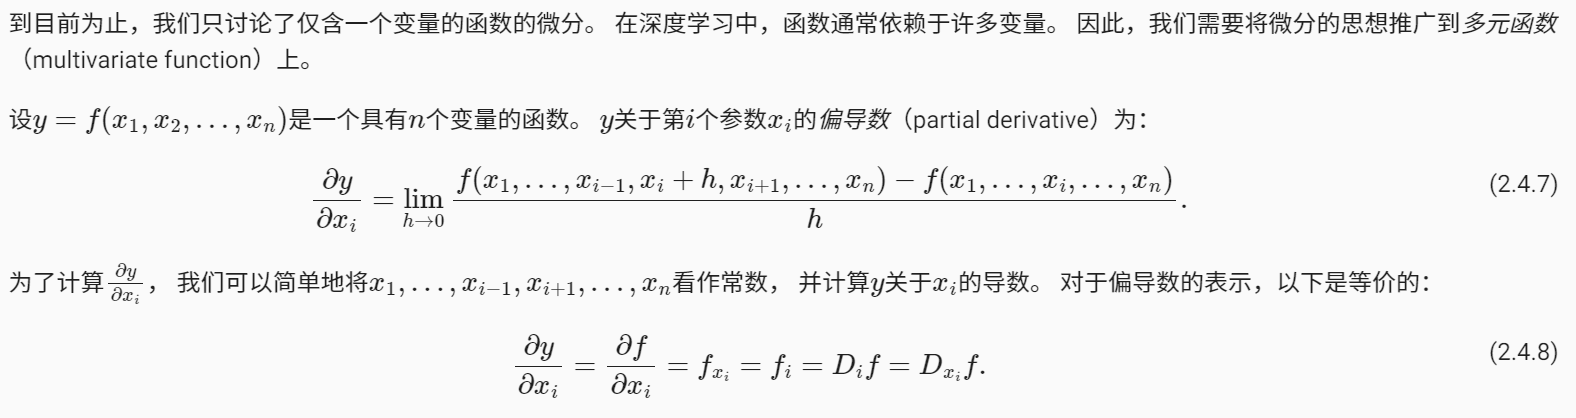 到目前为止，我们只讨论了仅含一个变量的函数的微分。 在深度学习中，函数通常依赖于许多变量。 因此，我们需要将微分的思想推广到多元函数
（multivariate function）上。
设$y = f(x_1, x_2, \ldots, x_n)$是一个具有$n$个变量的函数。 $y$关于第$i$个参数$x_i$的偏导数（partial derivative）为：
$$\frac{\partial y}{\partial x_i} = \lim_{h \to 0} \frac{f(x_1, \ldots, x_{i-1}, x_i + h, x_{i+1}, \ldots, x_n) - f(x_1, \ldots, x_i, \ldots, x_n)}{h}.$$ (2.4.7)
为了计算$\frac{\partial y}{\partial x_i}$， 我们可以简单地将$x_1, \ldots, x_{i-1}, x_{i+1}, \ldots, x_n$看作常数， 并计算$y$关于$x_i$的导数。 对于偏导数的表示，以下是等价的：
$$\frac{\partial y}{\partial x_i} = \frac{\partial f}{\partial x_i} = f_{x_i} = f_i = D_i f = D_{x_i} f.$$ (2.4.8)